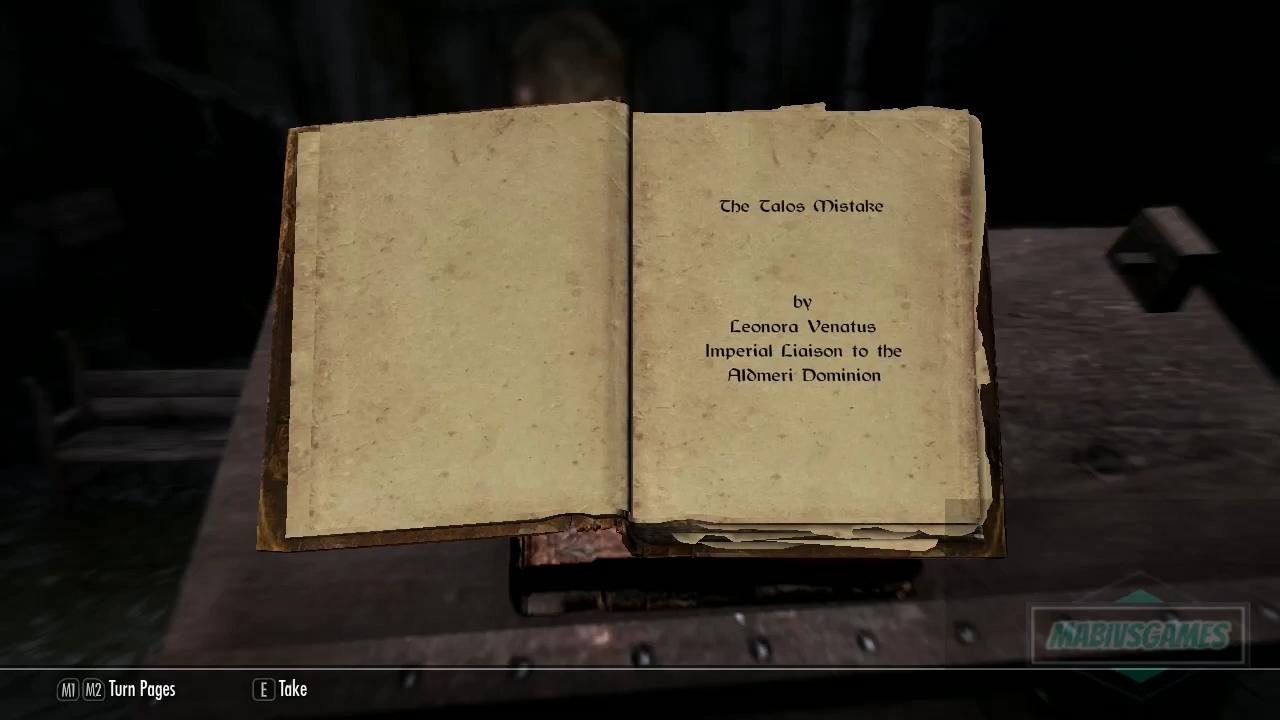 The Talos Mistake
by
Leonora Venatus
Imperial Liaison to the
Aldmeri Dominion
MABIVSGAMES
M1 M2 Turn Pages
E Take